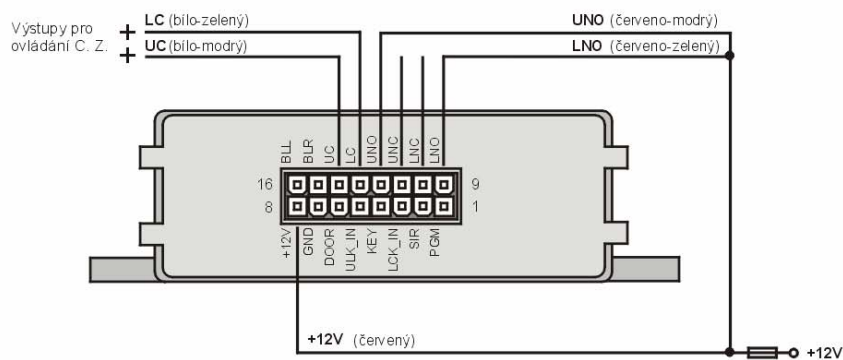 Výstupy pro
ovládání C. Z.
+ LC (bílo-zelený)
+ UC (bílo-modrý)
UNO (červeno-modrý)
LNO (červeno-zelený)
BLL BLR UC LC UNO UNC LNC LNO
16 9
8 1
+12V GND DOOR ULK_IN KEY LCK_IN SIR PGM
+12V (červený)
+12V